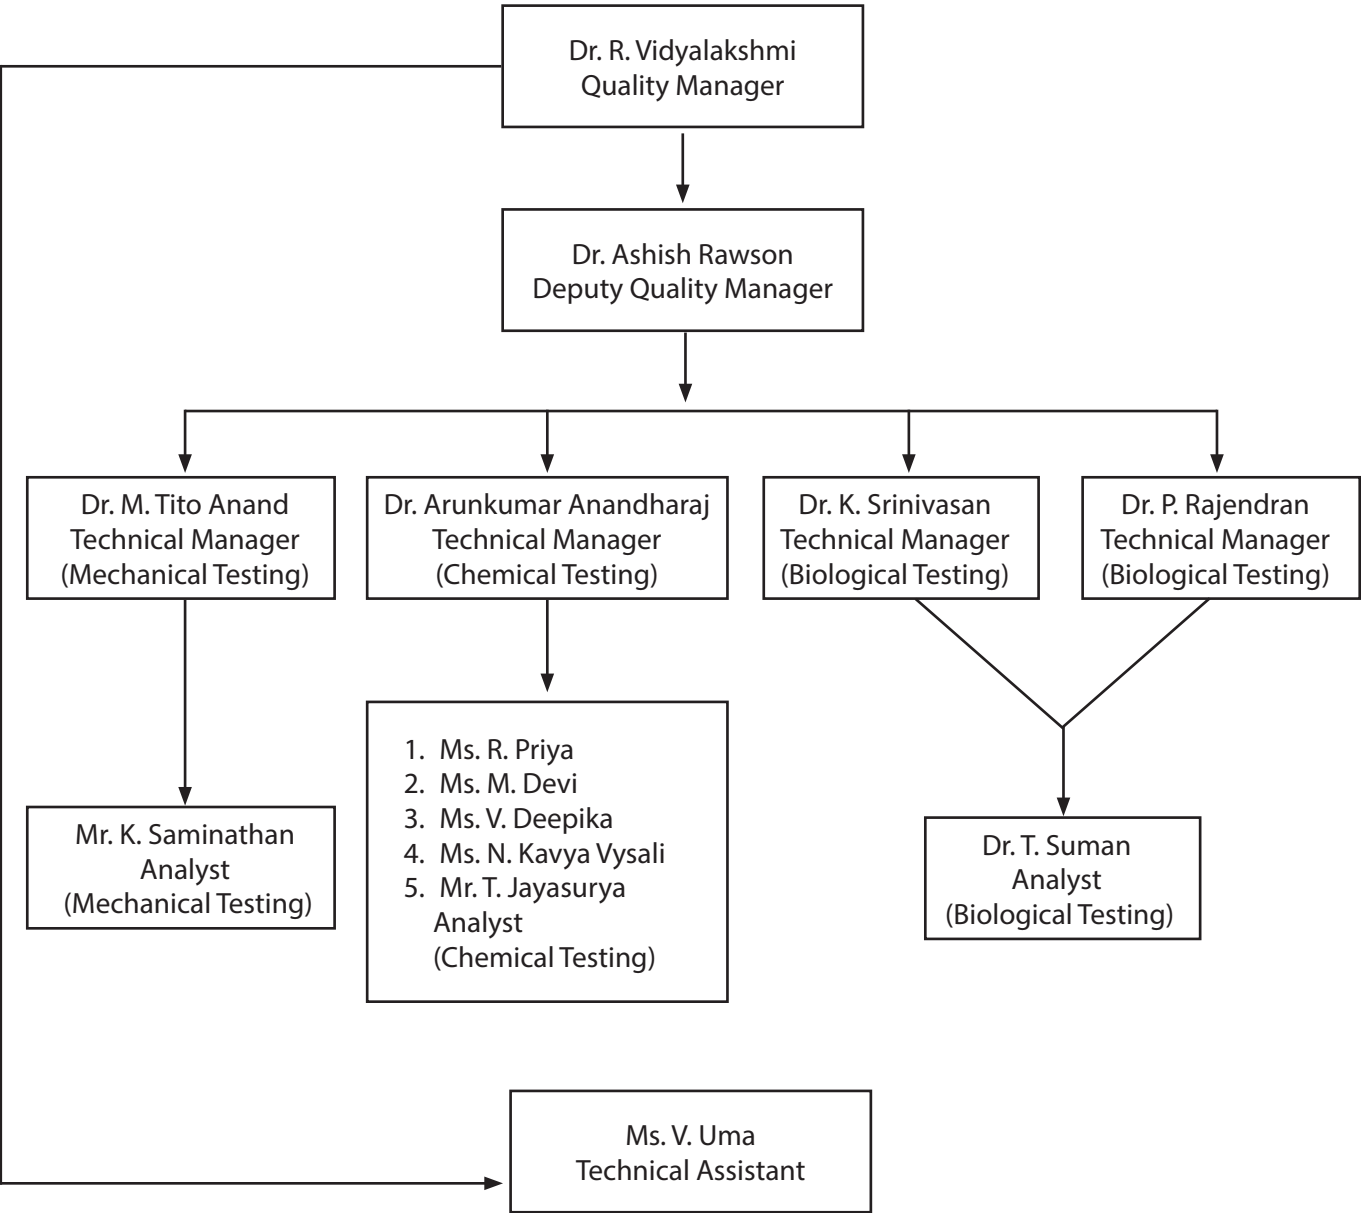 Dr. R. Vidyalakshmi
Quality Manager
Dr. Ashish Rawson
Deputy Quality Manager
Dr. M. Tito Anand
Technical Manager
(Mechanical Testing)
Dr. Arunkumar Anandharaj
Technical Manager
(Chemical Testing)
Dr. K. Srinivasan
Technical Manager
(Biological Testing)
Dr. P. Rajendran
Technical Manager
(Biological Testing)
Mr. K. Saminathan
Analyst
(Mechanical Testing)
1. Ms. R. Priya
2. Ms. M. Devi
3. Ms. V. Deepika
4. Ms. N. Kavya Vysali
5. Mr. T. Jayasurya
Analyst
(Chemical Testing)
Dr. T. Suman
Analyst
(Biological Testing)
Ms. V. Uma
Technical Assistant